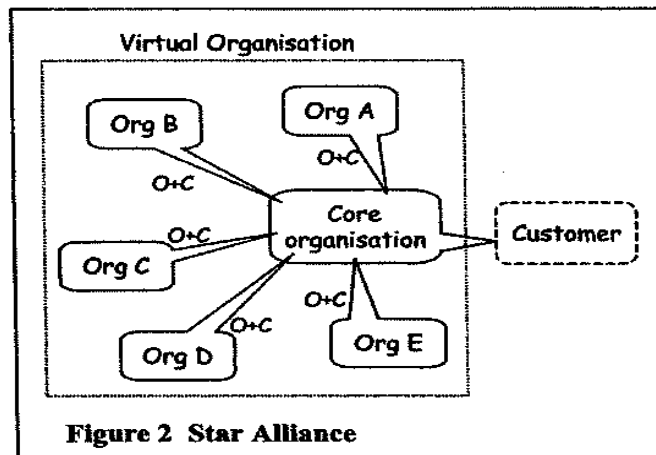 Virtual Organisation
Org B
Org A
O+C
O+C
Core
organisation
Customer
O+C
Org C
O+C
O+C
Org D
Org E
Figure 2 Star Alliance